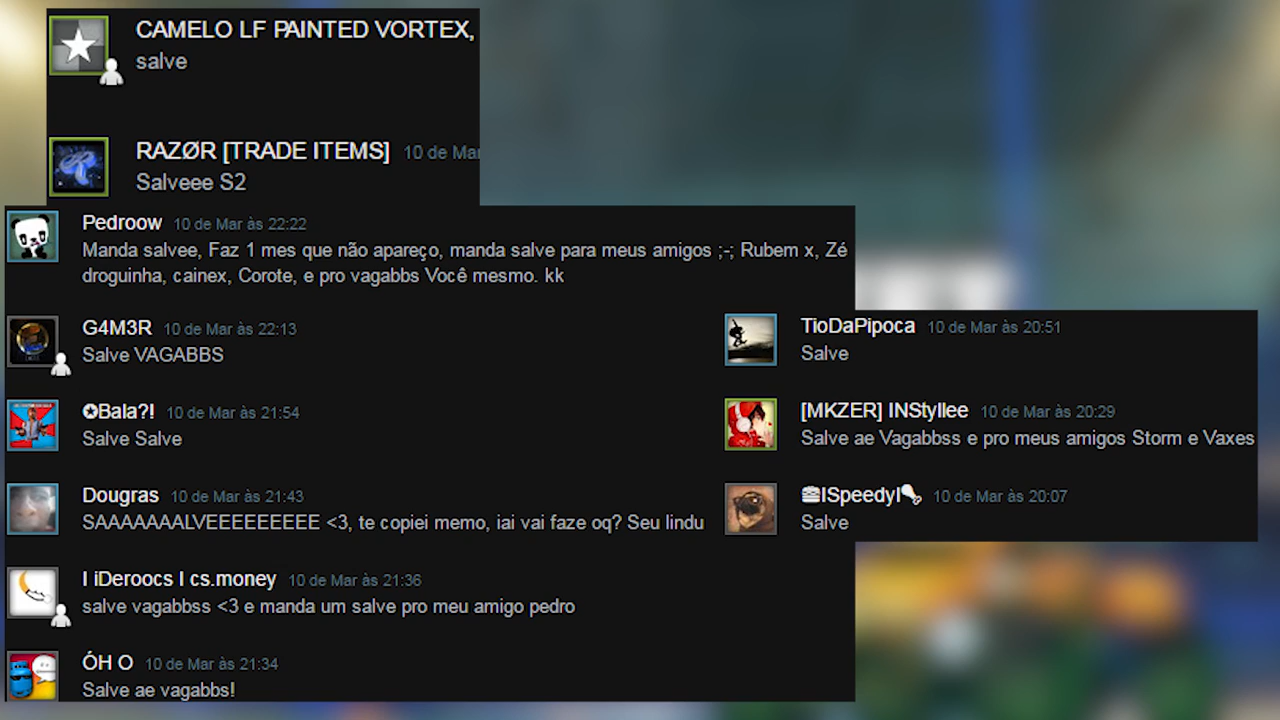 CAMELO LF PAINTED VORTEX,
salve
RAZØR [TRADE ITEMS] 10 de Mar
Salveee S2
Pedroow 10 de Mar às 22:22
Manda salvee, Faz 1 mes que não apareço, manda salve para meus amigos ;-; Rubem x, Zé
droguinha, cainex, Corote, e pro vagabbs Você mesmo. kk
G4M3R 10 de Mar às 22:13
Salve VAGABBS
✪Bala?! 10 de Mar às 21:54
Salve Salve
Dougras 10 de Mar às 21:43
SAAAAAAALVEEEEEEEEE <3, te copiei memo, iai vai faze oq? Seu lindu
I iDeroocs I cs.money 10 de Mar às 21:36
salve vagabbss <3 e manda um salve pro meu amigo pedro
ÓH O 10 de Mar às 21:34
Salve ae vagabbs!
TioDaPipoca 10 de Mar às 20:51
Salve
[MKZER] INStyllee 10 de Mar às 20:29
Salve ae Vagabbss e pro meus amigos Storm e Vaxes
🍔ISpeedyI🍗 10 de Mar às 20:07
Salve